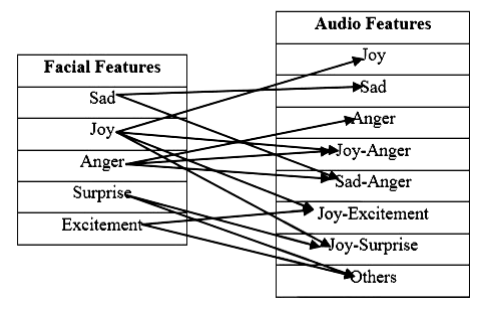 Facial Features
Sad
Joy
Anger
Surprise
Excitement
Audio Features
Joy
Sad
Anger
Joy-Anger
Sad-Anger
Joy-Excitement
Joy-Surprise
Others